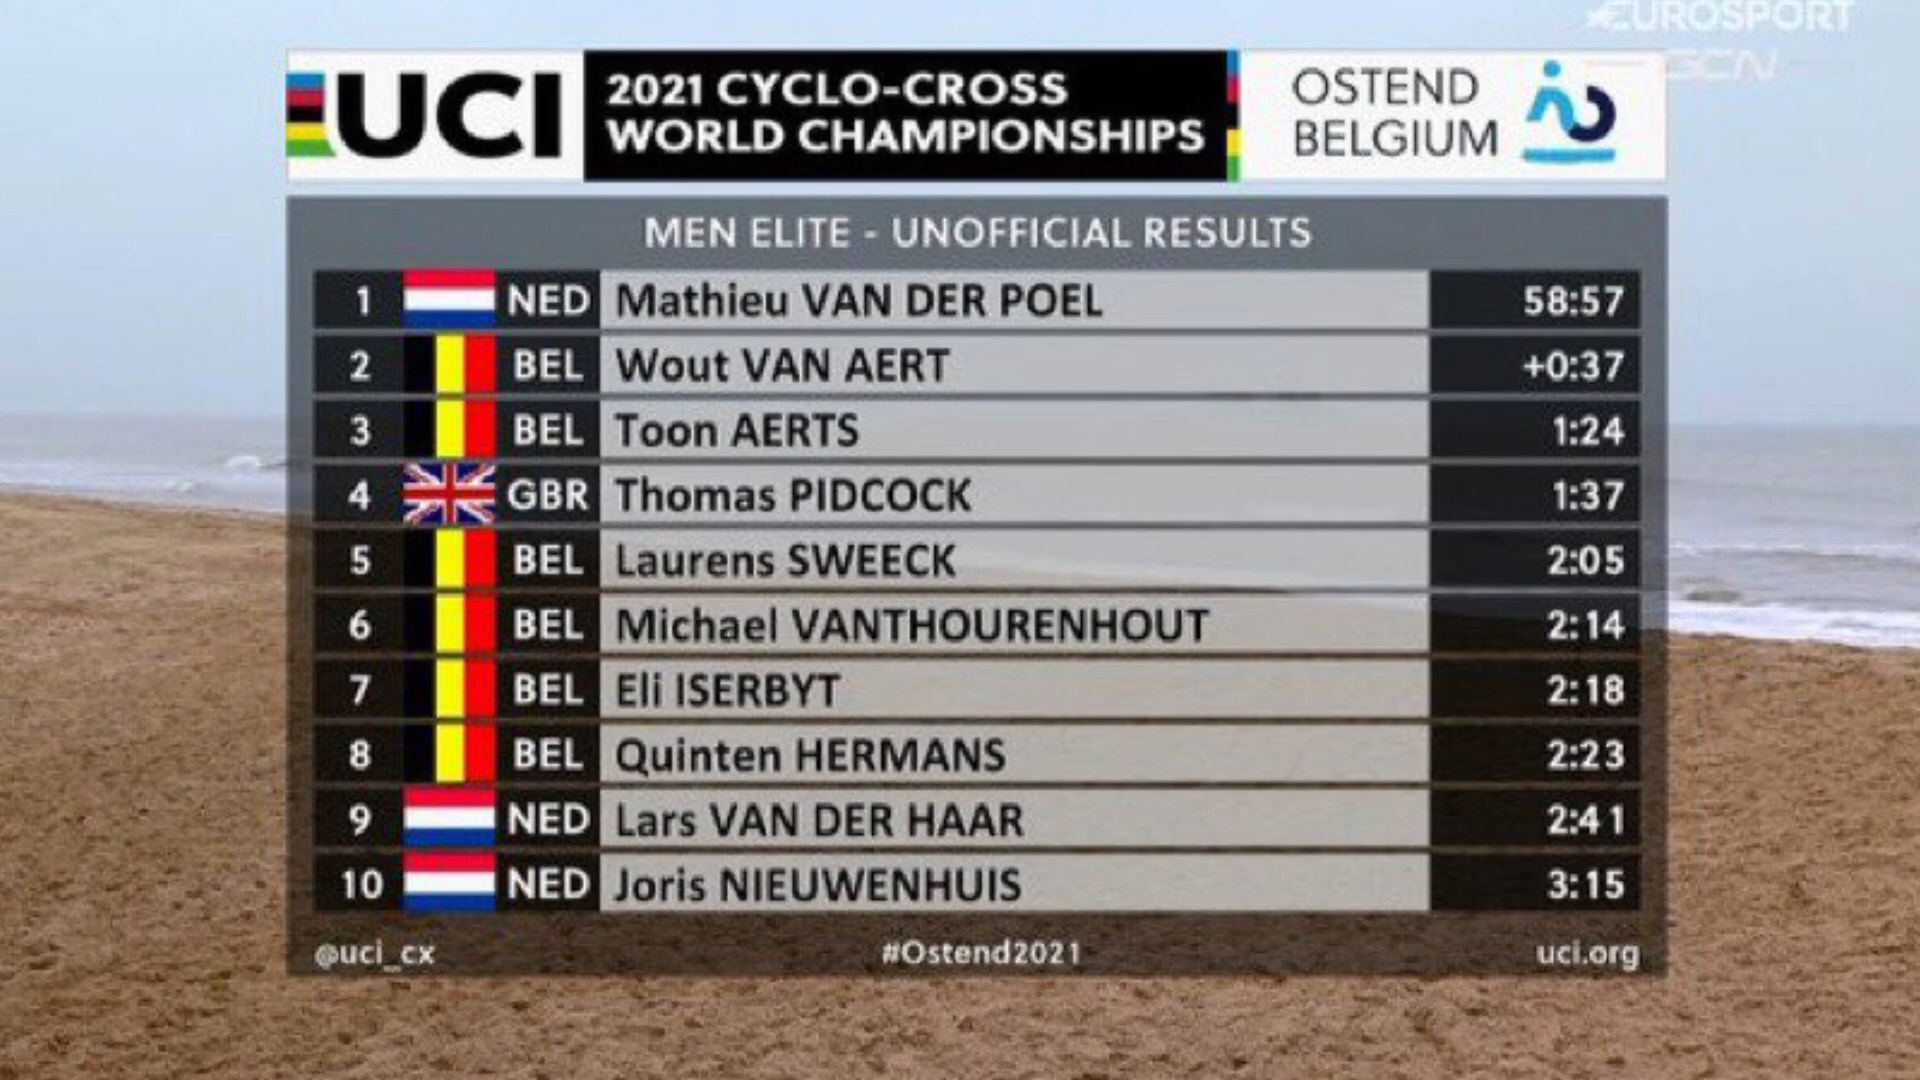 EUROSPORT
GCN
UCI
2021 CYCLO-CROSS
WORLD CHAMPIONSHIPS
OSTEND
BELGIUM
MEN ELITE - UNOFFICIAL RESULTS
1 NED Mathieu VAN DER POEL 58:57
2 BEL Wout VAN AERT +0:37
3 BEL Toon AERTS 1:24
4 GBR Thomas PIDCOCK 1:37
5 BEL Laurens SWEECK 2:05
6 BEL Michael VANTHOURENHOUT 2:14
7 BEL Eli ISERBYT 2:18
8 BEL Quinten HERMANS 2:23
9 NED Lars VAN DER HAAR 2:41
10 NED Joris NIEUWENHUIS 3:15
@uci_cx #Ostend2021 uci.org